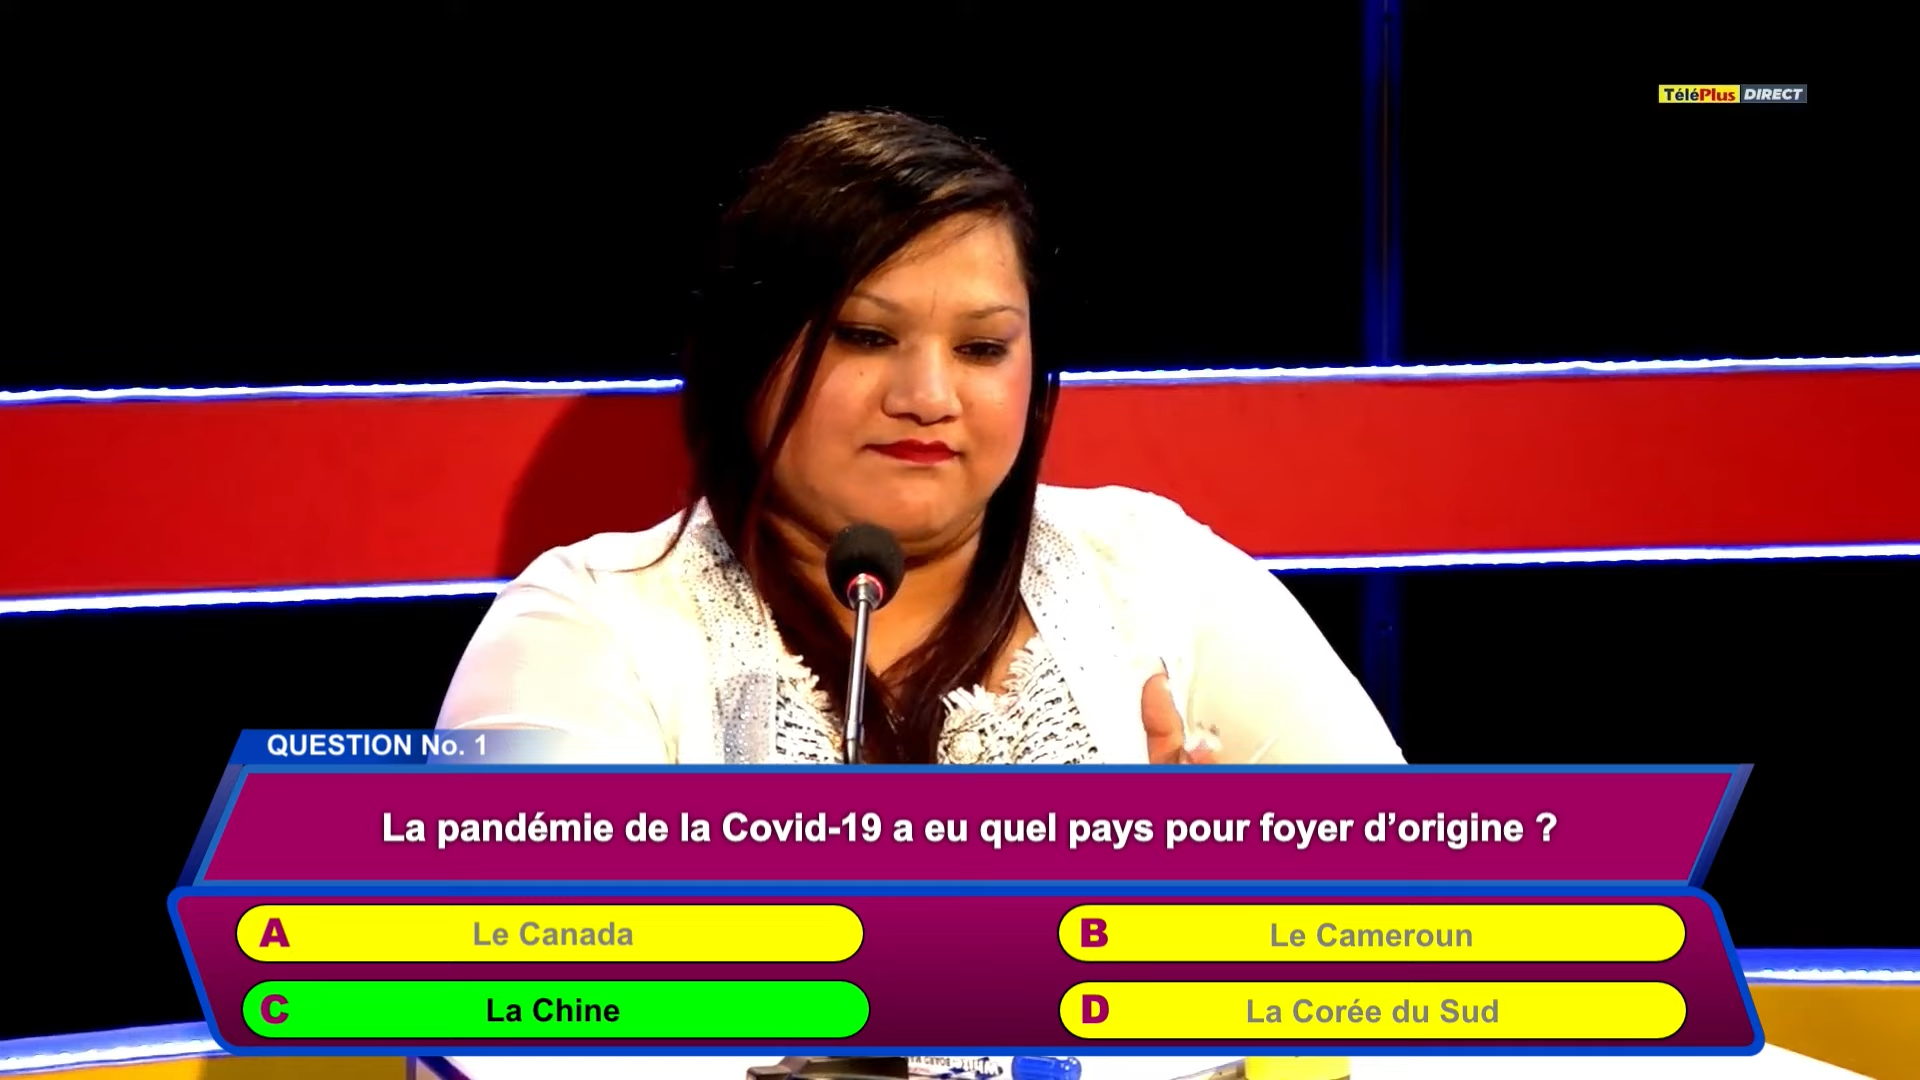 TéléPlus DIRECT
QUESTION No. 1
La pandémie de la Covid-19 a eu quel pays pour foyer d’origine ?
A Le Canada
B Le Cameroun
C La Chine
D La Corée du Sud